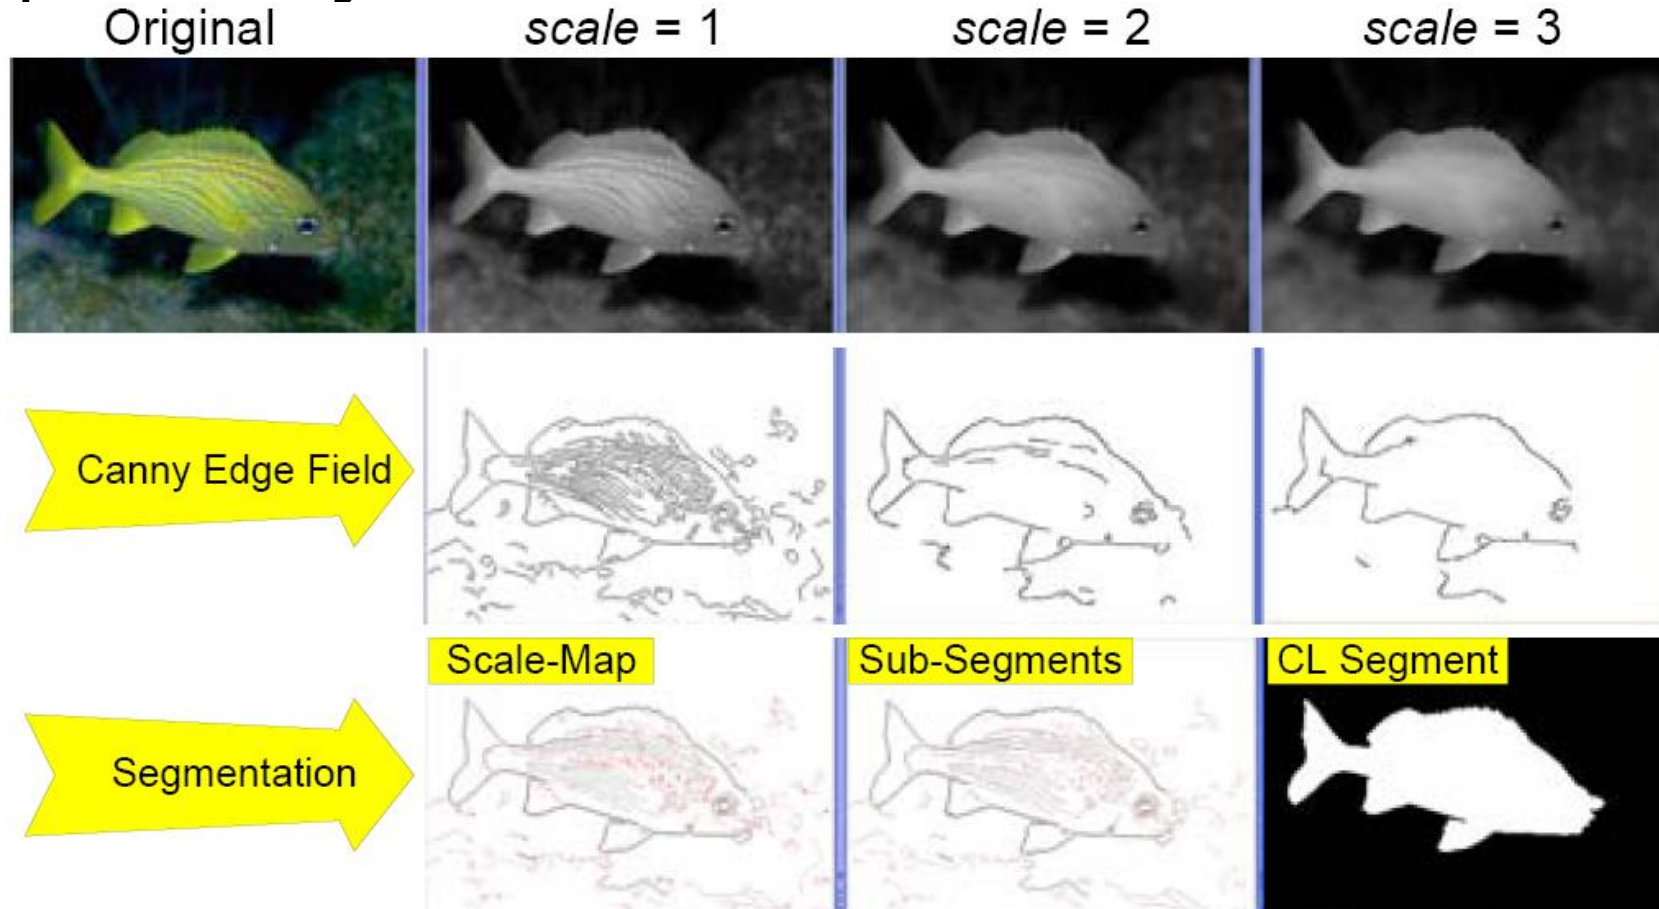 Original
scale = 1
scale = 2
scale = 3
Canny Edge Field
Scale-Map
Sub-Segments
CL Segment
Segmentation